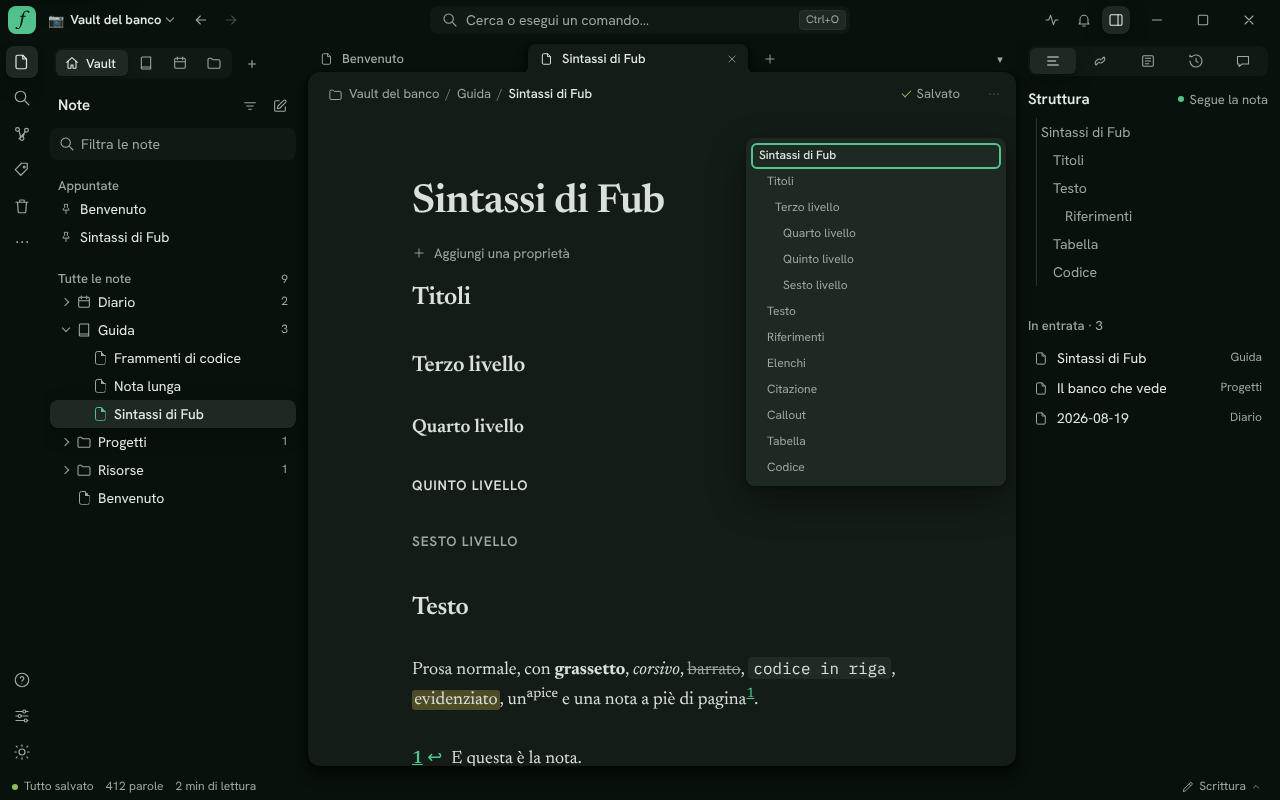 f
Vault del banco
Cerca o esegui un comando…
Ctrl+O
Vault
Benvenuto
Sintassi di Fub
Note
Filtra le note
Appuntate
Benvenuto
Sintassi di Fub
Tutte le note 9
Diario 2
Guida 3
Frammenti di codice
Nota lunga
Sintassi di Fub
Progetti 1
Risorse 1
Benvenuto
Vault del banco / Guida / Sintassi di Fub
Salvato
Sintassi di Fub
Aggiungi una proprietà
Titoli
Terzo livello
Quarto livello
QUINTO LIVELLO
SESTO LIVELLO
Testo
Prosa normale, con grassetto, corsivo, barrato, codice in riga,
evidenziato, unapice e una nota a piè di pagina1.
1 ↩ E questa è la nota.
Sintassi di Fub
Titoli
Terzo livello
Quarto livello
Quinto livello
Sesto livello
Testo
Riferimenti
Elenchi
Citazione
Callout
Tabella
Codice
Struttura
Segue la nota
Sintassi di Fub
Titoli
Testo
Riferimenti
Tabella
Codice
In entrata · 3
Sintassi di Fub Guida
Il banco che vede Progetti
2026-08-19 Diario
Tutto salvato 412 parole 2 min di lettura
Scrittura